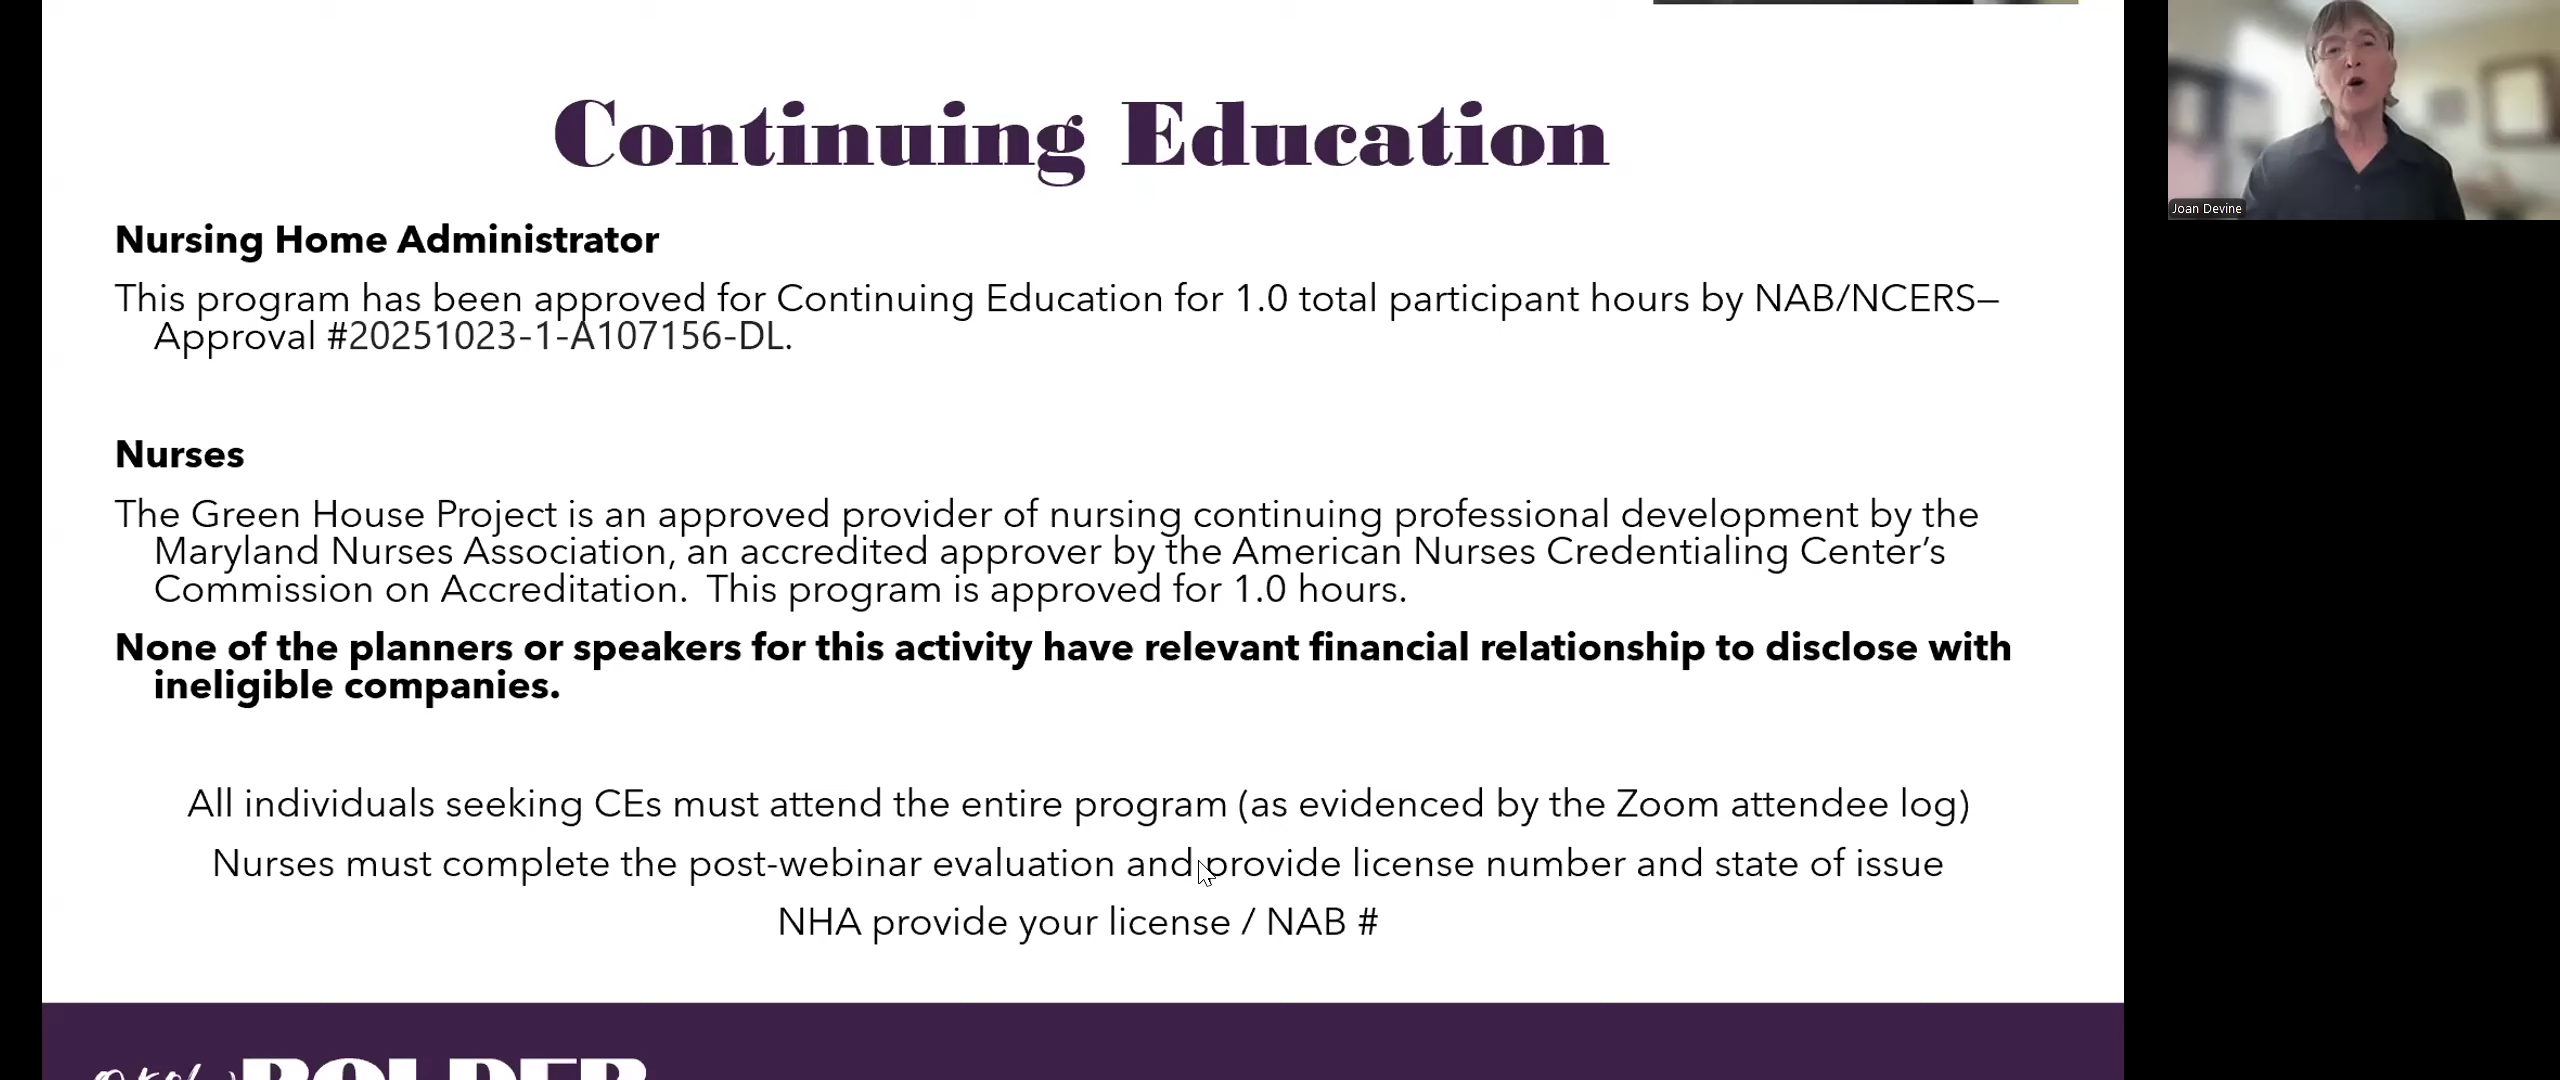 Continuing Education
Nursing Home Administrator
This program has been approved for Continuing Education for 1.0 total participant hours by NAB/NCERS—
Approval #20251023-1-A107156-DL.
Nurses
The Green House Project is an approved provider of nursing continuing professional development by the
Maryland Nurses Association, an accredited approver by the American Nurses Credentialing Center’s
Commission on Accreditation.  This program is approved for 1.0 hours.
None of the planners or speakers for this activity have relevant financial relationship to disclose with
ineligible companies.
All individuals seeking CEs must attend the entire program (as evidenced by the Zoom attendee log)
Nurses must complete the post-webinar evaluation and provide license number and state of issue
NHA provide your license / NAB #
BOLDER
Joan Devine